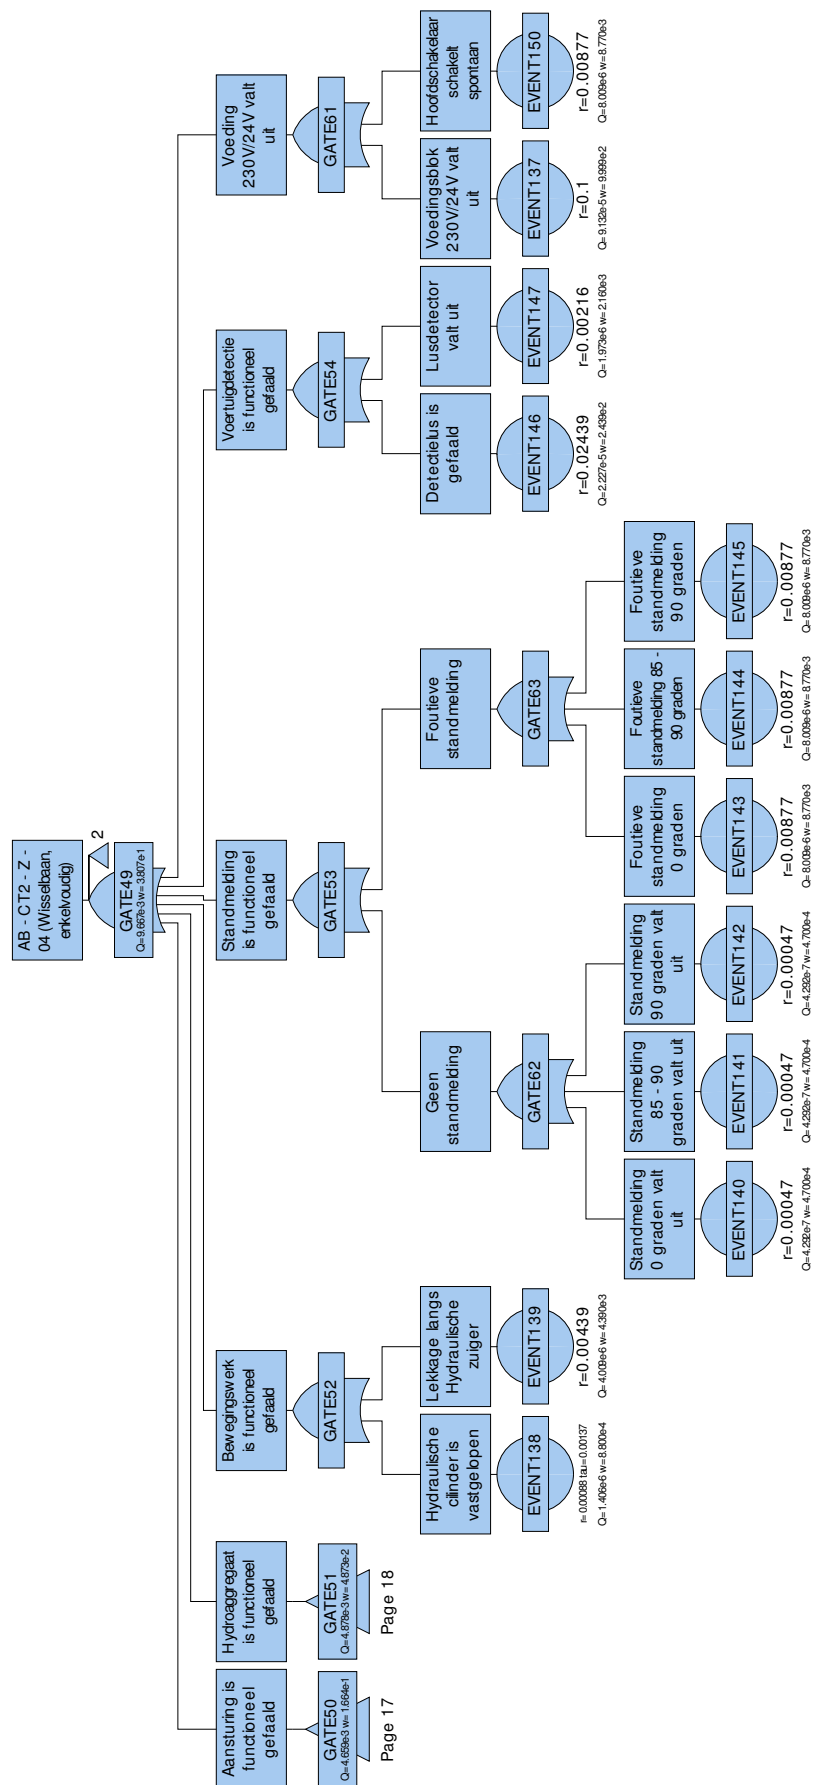 AB - CT2 - Z -
04 (Wisselbaan,
enkelvoudig)
2
GATE49
Q=9.667e-3 w=3.807e-1
Aansturing is
functioneel
gefaald
GATE50
Q=4.659e-3 w=1.664e-1
Page 17
Hydroaggregaat
is functioneel
gefaald
GATE51
Q=4.878e-3 w=4.873e-2
Page 18
Bewegingswerk
is functioneel
gefaald
GATE52
Standmelding
is functioneel
gefaald
GATE53
Voertuigdetectie
is functioneel
gefaald
GATE54
Voeding
230V/24V valt
uit
GATE61
Hydraulische
cilinder is
vastgelopen
EVENT138
r=0.00088 tau=0.00137
Q=1.406e-6 w=8.800e-4
Lekkage langs
Hydraulische
zuiger
EVENT139
r=0.00439
Q=4.009e-6 w=4.390e-3
Geen
standmelding
GATE62
Foutieve
standmelding
GATE63
Detectielus is
gefaald
EVENT146
r=0.02439
Q=2.227e-5 w=2.439e-2
Lusdetector
valt uit
EVENT147
r=0.00216
Q=1.973e-6 w=2.160e-3
Voedingsblok
230V/24V valt
uit
EVENT137
r=0.1
Q=9.132e-5 w=9.999e-2
Hoofdschakelaar
schakelt
spontaan
EVENT150
r=0.00877
Q=8.009e-6 w=8.770e-3
Standmelding
0 graden valt
uit
EVENT140
r=0.00047
Q=4.292e-7 w=4.700e-4
Standmelding
85 - 90
graden valt uit
EVENT141
r=0.00047
Q=4.292e-7 w=4.700e-4
Standmelding
90 graden valt
uit
EVENT142
r=0.00047
Q=4.292e-7 w=4.700e-4
Foutieve
standmelding
0 graden
EVENT143
r=0.00877
Q=8.009e-6 w=8.770e-3
Foutieve
standmelding 85 -
90 graden
EVENT144
r=0.00877
Q=8.009e-6 w=8.770e-3
Foutieve
standmelding
90 graden
EVENT145
r=0.00877
Q=8.009e-6 w=8.770e-3